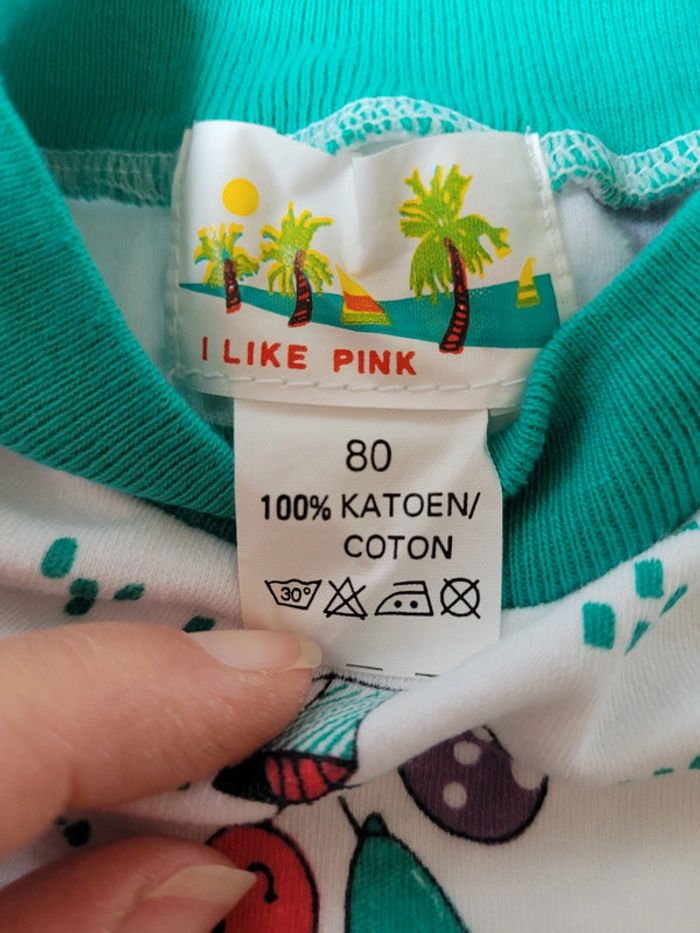 I LIKE PINK
80
100% KATOEN/
COTON
30°